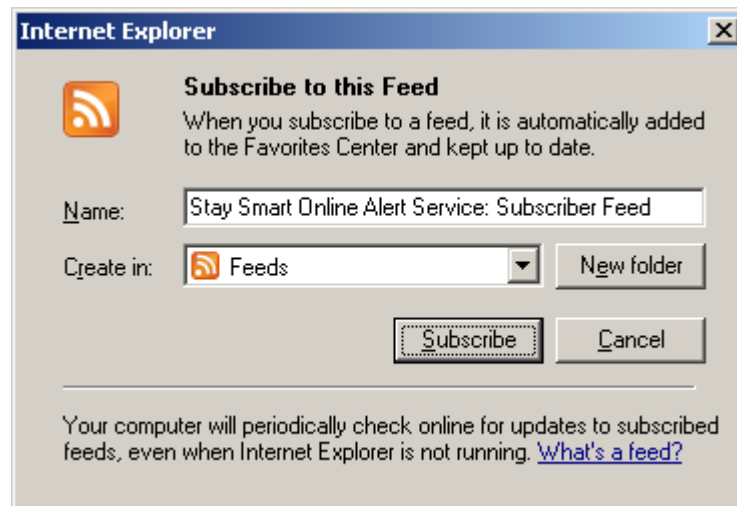 Internet Explorer
Subscribe to this Feed
When you subscribe to a feed, it is automatically added
to the Favorites Center and kept up to date.
Name: Stay Smart Online Alert Service: Subscriber Feed
Create in: Feeds New folder
Subscribe Cancel
Your computer will periodically check online for updates to subscribed
feeds, even when Internet Explorer is not running. What's a feed?